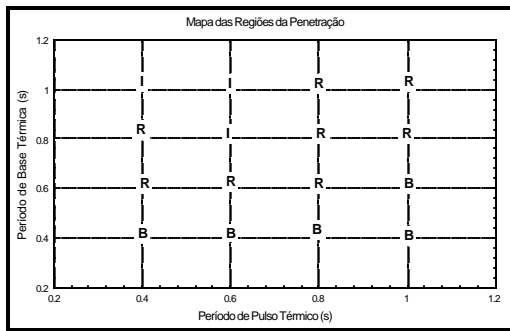 Mapa das Regiões da Penetração
1.2
I I R R
1
R I R R
0.8
R R R B
0.6
B B B B
0.4
0.2
0.2 0.4 0.6 0.8 1 1.2
Período de Base Térmica (s)
Período de Pulso Térmico (s)